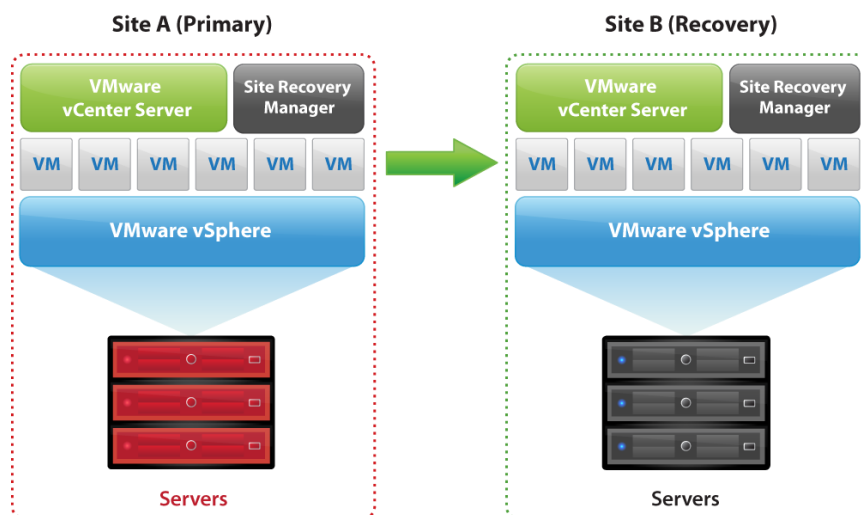 Site A (Primary)
Site B (Recovery)
VMware
vCenter Server
Site Recovery
Manager
VMware
vCenter Server
Site Recovery
Manager
VM VM VM VM VM VM
VM VM VM VM VM VM
VMware vSphere
VMware vSphere
Servers
Servers